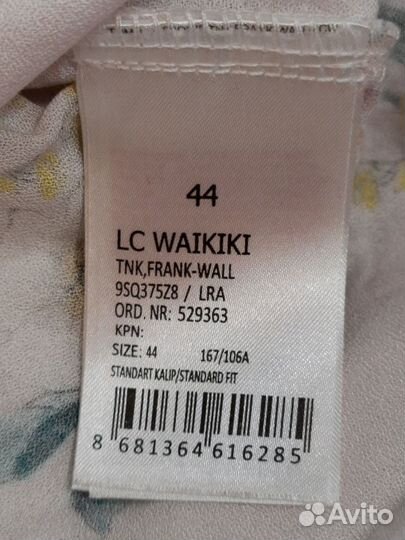 44
LC WAIKIKI
TNK,FRANK-WALL
9SQ375Z8 / LRA
ORD. NR: 529363
KPN:
SIZE: 44 167/106A
STANDART KALIP/STANDARD FIT
8 681364 616285
Avito